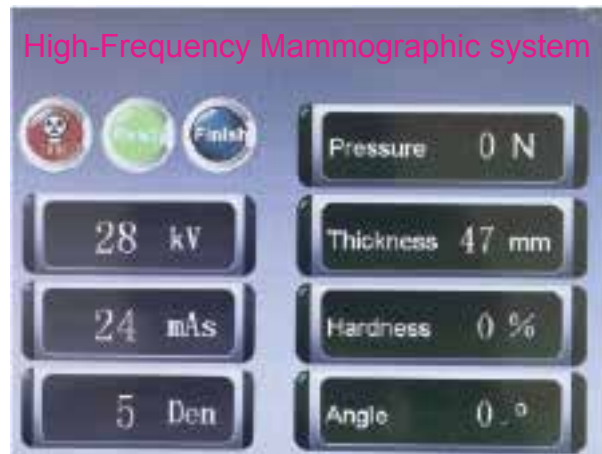 High-Frequency Mammographic system
Ready
Finish
Pressure 0 N
28 kV
Thickness 47 mm
24 mAs
Hardness 0 %
5 Den
Angle 0.°